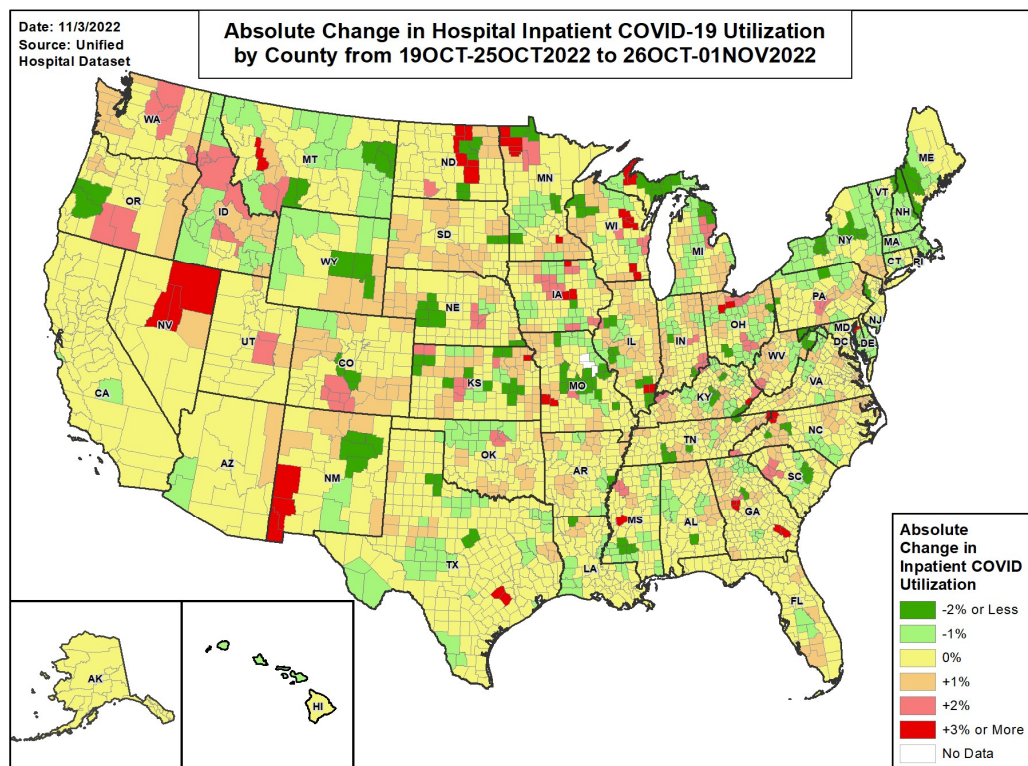 Date: 11/3/2022
Source: Unified
Hospital Dataset
Absolute Change in Hospital Inpatient COVID-19 Utilization
by County from 19OCT-25OCT2022 to 26OCT-01NOV2022
WA
MT
ND
MN
ME
OR
ID
WI
VT
NH
SD
NY
MA
MI
CT
RI
WY
IA
PA
NE
NJ
NV
OH
MD
DE
UT
IL
IN
DC
CO
WV
CA
KS
MO
KY
VA
NC
TN
OK
AZ
NM
AR
SC
MS
AL
GA
TX
LA
FL
AK
HI
Absolute
Change in
Inpatient COVID
Utilization
-2% or Less
-1%
0%
+1%
+2%
+3% or More
No Data